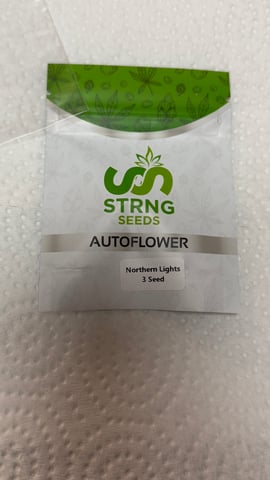 STRNG
SEEDS
AUTOFLOWER
Northern Lights
3 Seed